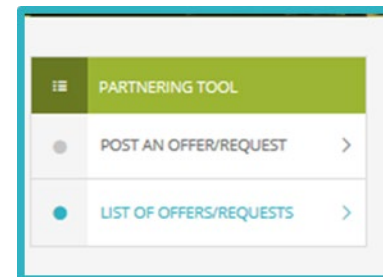 PARTNERING TOOL
POST AN OFFER/REQUEST
LIST OF OFFERS/REQUESTS